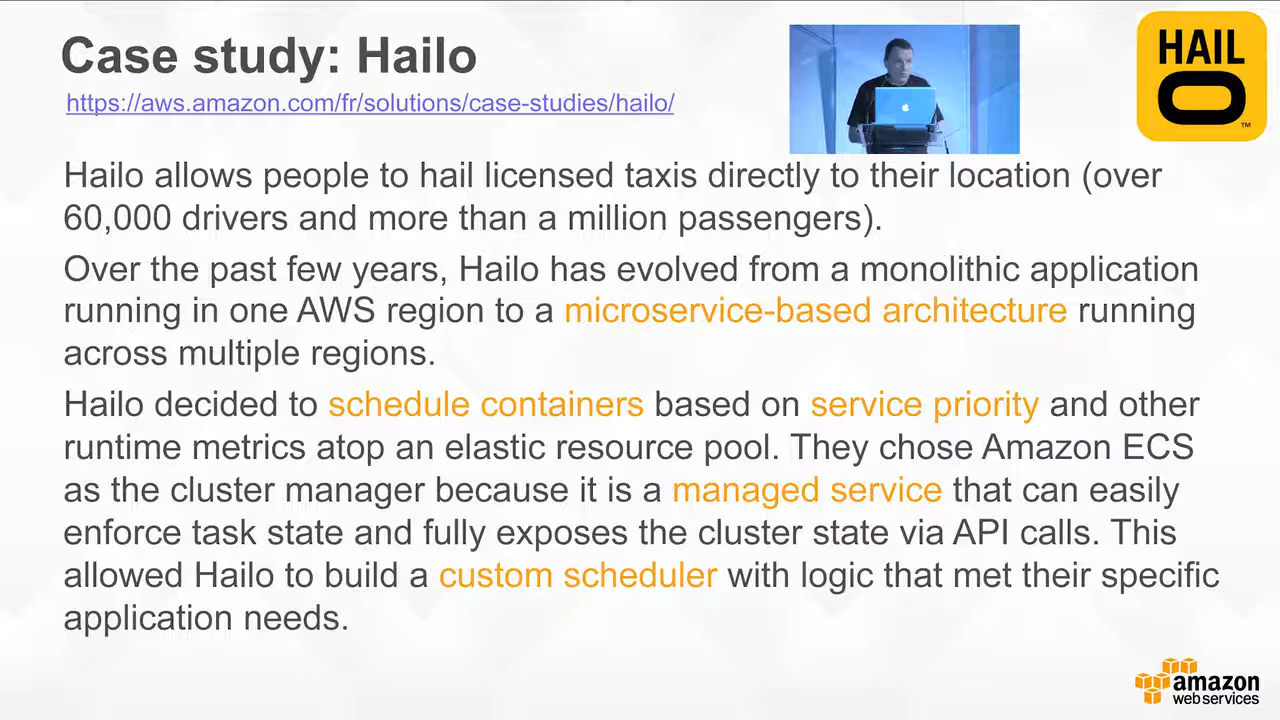 Case study: Hailo
https://aws.amazon.com/fr/solutions/case-studies/hailo/
HAIL
O
TM
Hailo allows people to hail licensed taxis directly to their location (over
60,000 drivers and more than a million passengers).
Over the past few years, Hailo has evolved from a monolithic application
running in one AWS region to a microservice-based architecture running
across multiple regions.
Hailo decided to schedule containers based on service priority and other
runtime metrics atop an elastic resource pool. They chose Amazon ECS
as the cluster manager because it is a managed service that can easily
enforce task state and fully exposes the cluster state via API calls. This
allowed Hailo to build a custom scheduler with logic that met their specific
application needs.
amazon
web services